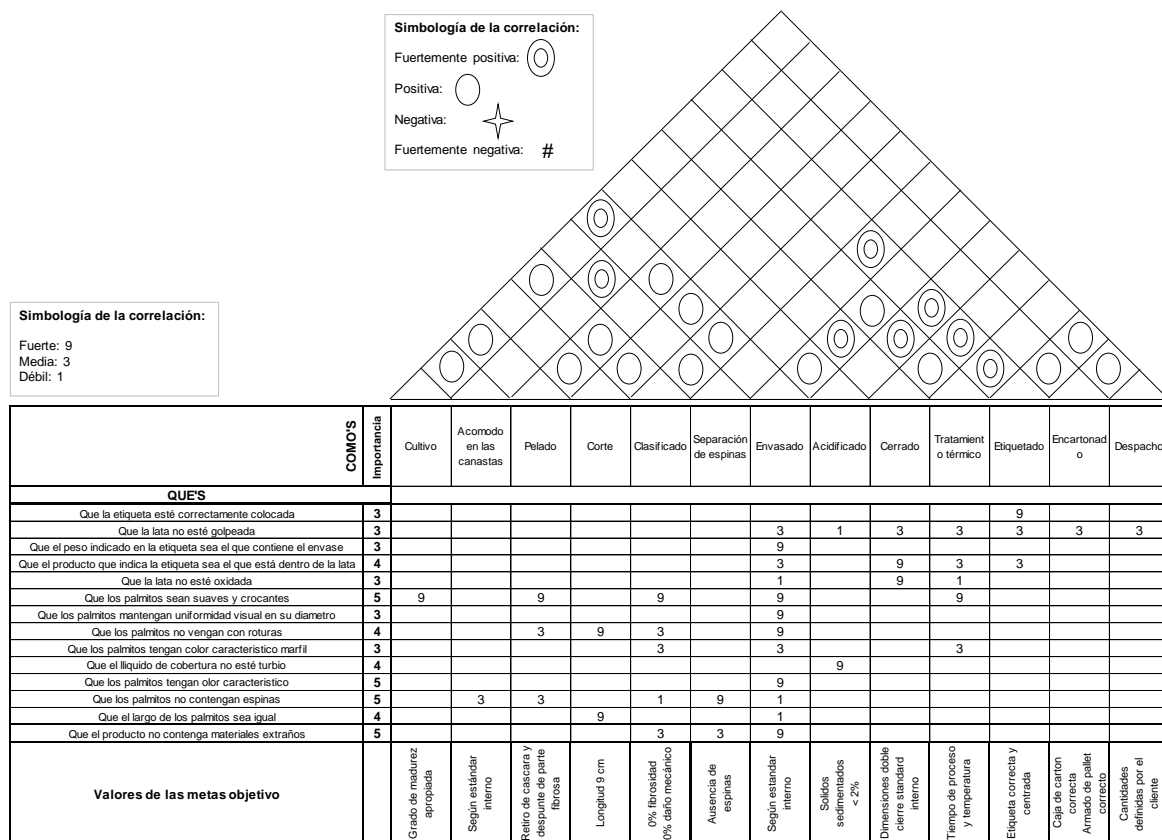 Simbología de la correlación:
Fuertemente positiva:
Positiva:
Negativa:
Fuertemente negativa: #
Simbología de la correlación:
Fuerte: 9
Media: 3
Débil: 1
COMO'S
Importancia
Cultivo
Acomodo
en las
canastas
Pelado
Corte
Clasificado
Separación
de espinas
Envasado
Acidificado
Cerrado
Tratamient
o térmico
Etiquetado
Encartonad
o
Despacho
QUE'S
Que la etiqueta esté correctamente colocada 3 9
Que la lata no esté golpeada 3 3 1 3 3 3 3 3
Que el peso indicado en la etiqueta sea el que contiene el envase 3 9
Que el producto que indica la etiqueta sea el que está dentro de la lata 4 3 9 3 3
Que la lata no esté oxidada 3 1 9 1
Que los palmitos sean suaves y crocantes 5 9 9 9 9 9
Que los palmitos mantengan uniformidad visual en su diametro 3 9
Que los palmitos no vengan con roturas 4 3 9 3 9
Que los palmitos tengan color caracteristico marfil 3 3 3 3
Que el lliquido de cobertura no esté turbio 4 9
Que los palmitos tengan olor caracteristico 5 9
Que los palmitos no contengan espinas 5 3 3 1 9 1
Que el largo de los palmitos sea igual 4 9 1
Que el producto no contenga materiales extraños 5 3 3 9
Valores de las metas objetivo
Grado de madurez
apropiada
Según estándar
interno
Retiro de cascara y
despunte de parte
fibrosa
Longitud 9 cm
0% fibrosidad
0% daño mecánico
Ausencia de
espinas
Según estandar
interno
Solidos
sedimentados
< 2%
Dimensiones doble
cierre standard
interno
Tiempo de proceso
y temperatura
Etiqueta correcta y
centrada
Caja de carton
correcta
Armado de pallet
correcto
Cantidades
definidas por el
cliente